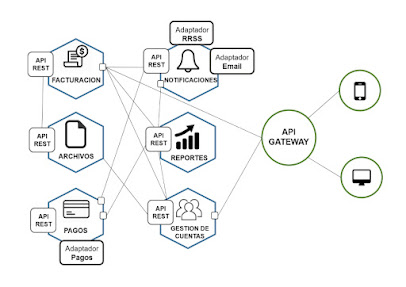 Adaptador
RRSS
API
REST
FACTURACION
API
REST
NOTIFICACIONES
Adaptador
Email
API
REST
ARCHIVOS
API
REST
REPORTES
API
GATEWAY
API
REST
PAGOS
Adaptador
Pagos
API
REST
GESTION DE
CUENTAS